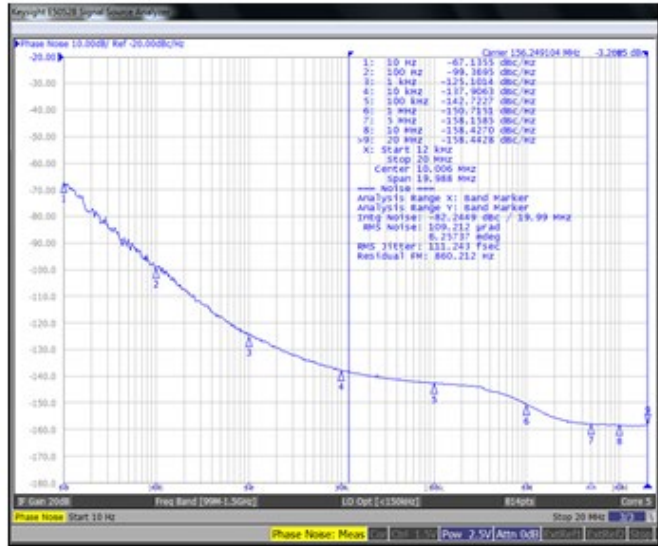 Keysight E5052B Signal Source Analyzer
Phase Noise 10.00dB/ Ref -20.00dBc/Hz
Carrier 156.249104 MHz
-20.00
-30.00
-40.00
-50.00
-60.00
-70.00
-80.00
-90.00
-100.0
-110.0
-120.0
-130.0
-140.0
-150.0
-160.0
-170.0
-180.0
1: 10 Hz -67.1355 dBc/Hz
2: 100 Hz -99.3695 dBc/Hz
3: 1 kHz -125.1014 dBc/Hz
4: 10 kHz -137.9063 dBc/Hz
5: 100 kHz -142.7227 dBc/Hz
6: 1 MHz -150.7151 dBc/Hz
7: 5 MHz -158.1585 dBc/Hz
8: 10 MHz -158.4270 dBc/Hz
>9: 20 MHz -158.4428 dBc/Hz
X: Start 12 kHz
Stop 20 MHz
Center 10.006 MHz
Span 19.988 MHz
=== Noise ===
Analysis Range X: Band Marker
Analysis Range Y: Band Marker
Intg Noise: -82.2449 dBc / 19.99 MHz
RMS Noise: 109.212 µrad
6.25737 mdeg
RMS Jitter: 111.243 fsec
Residual FM: 860.212 Hz
1
2
3
4
5
6
7
8
IF Gain 20dB
Freq Band [99M-1.5GHz]
LO Opt [<150kHz]
814pts
Corre 5
Phase Noise Start 10 Hz
Stop 20 MHz
Phase Noise: Meas
Pow 2.5V
Attn 0dB